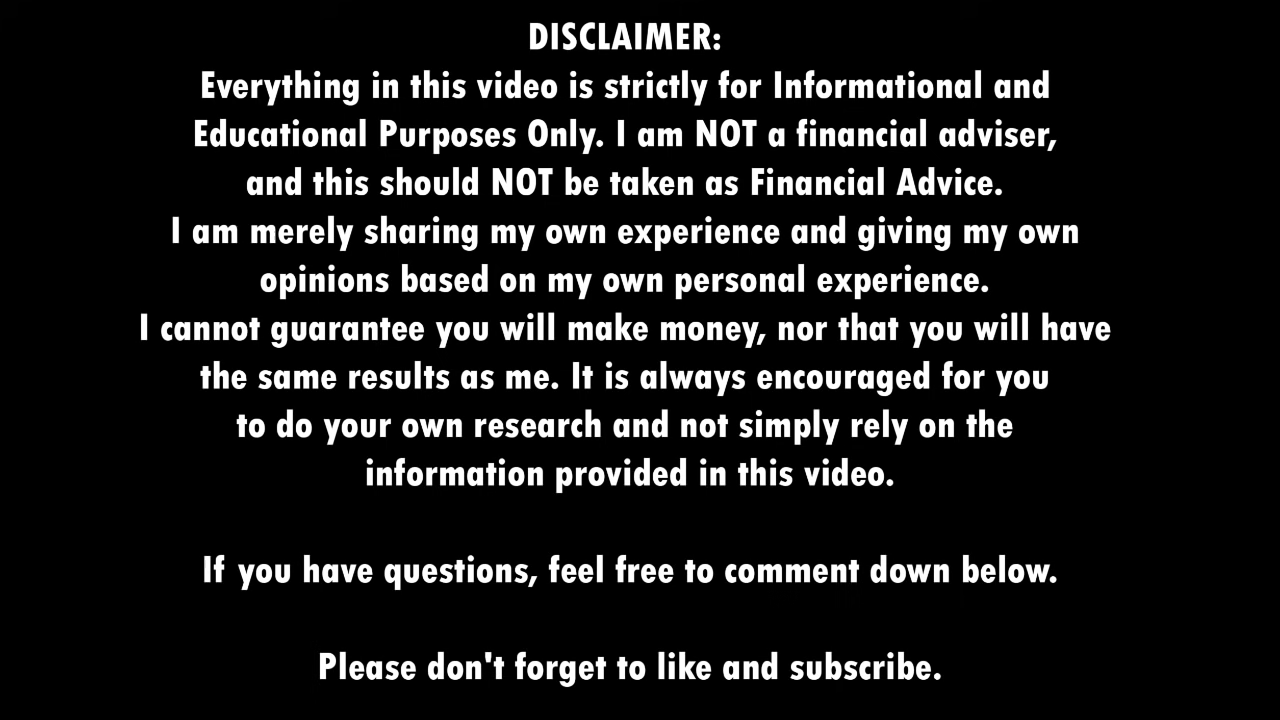 DISCLAIMER:
Everything in this video is strictly for Informational and
Educational Purposes Only. I am NOT a financial adviser,
and this should NOT be taken as Financial Advice.
I am merely sharing my own experience and giving my own
opinions based on my own personal experience.
I cannot guarantee you will make money, nor that you will have
the same results as me. It is always encouraged for you
to do your own research and not simply rely on the
information provided in this video.
If you have questions, feel free to comment down below.
Please don't forget to like and subscribe.